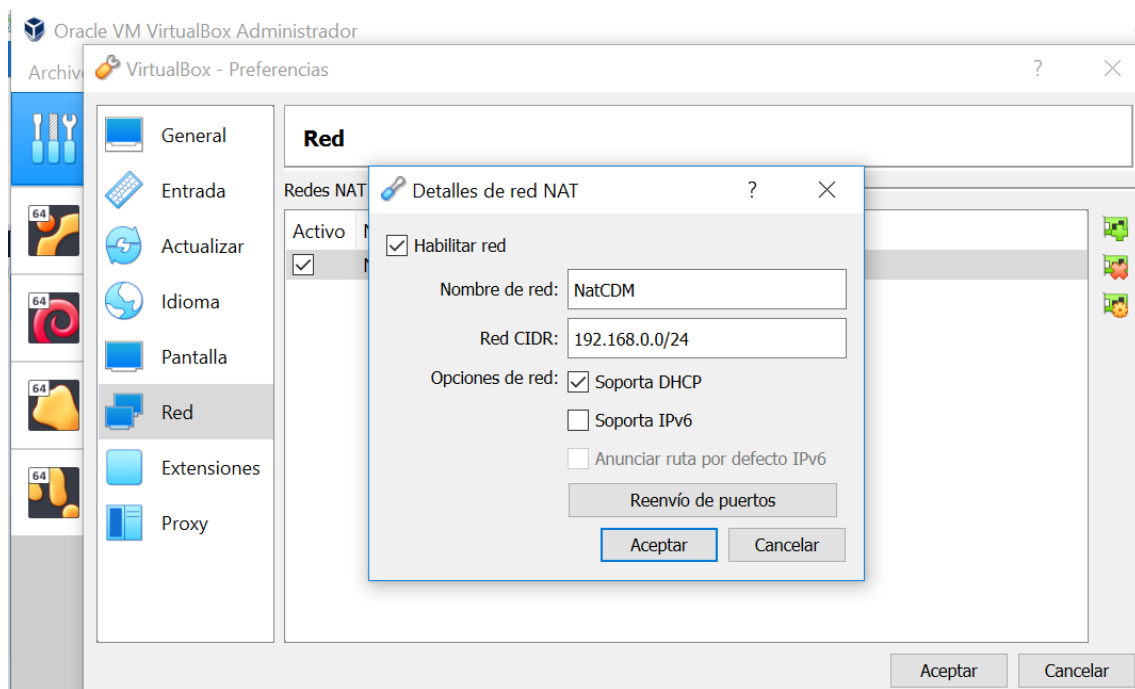 Oracle VM VirtualBox Administrador
Archiv
VirtualBox - Preferencias
?
General
Entrada
Actualizar
Idioma
Pantalla
Red
Extensiones
Proxy
Red
Redes NAT
Activo
Detalles de red NAT
?
Habilitar red
Nombre de red: NatCDM
Red CIDR: 192.168.0.0/24
Opciones de red: Soporta DHCP
Soporta IPv6
Anunciar ruta por defecto IPv6
Reenvío de puertos
Aceptar Cancelar
Aceptar Cancelar
64
64
64
64